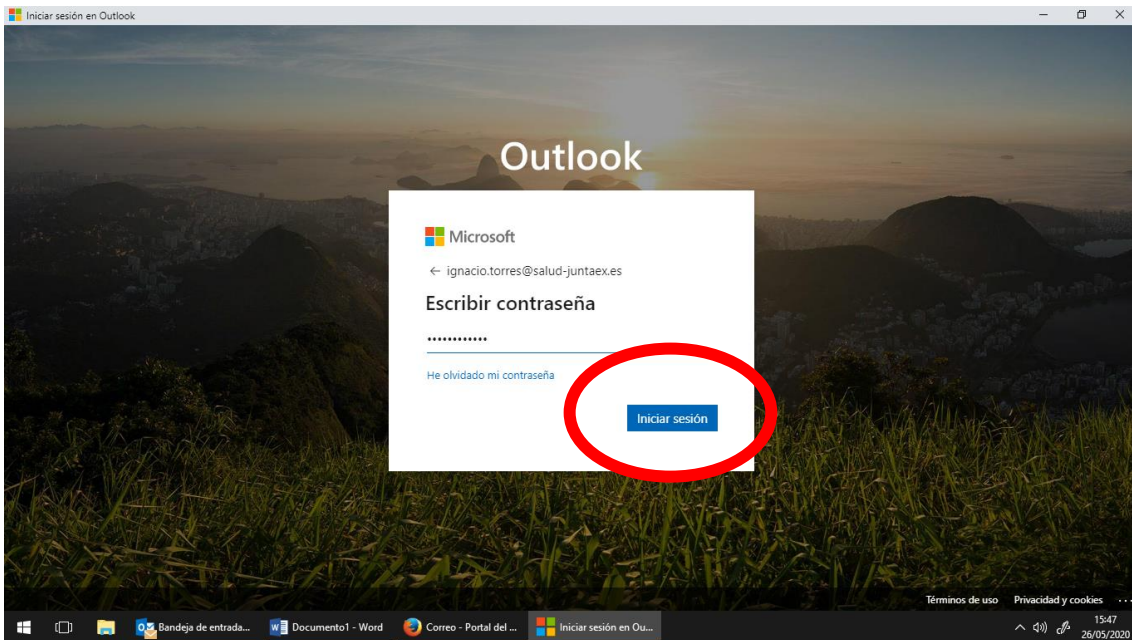 Iniciar sesión en Outlook
Outlook
Microsoft
← ignacio.torres@salud-juntaex.es
Escribir contraseña
••••••••••••
He olvidado mi contraseña
Iniciar sesión
Términos de uso Privacidad y cookies ...
Bandeja de entrada... Documento1 - Word Correo - Portal del ... Iniciar sesión en Ou... 15:47
26/05/2020